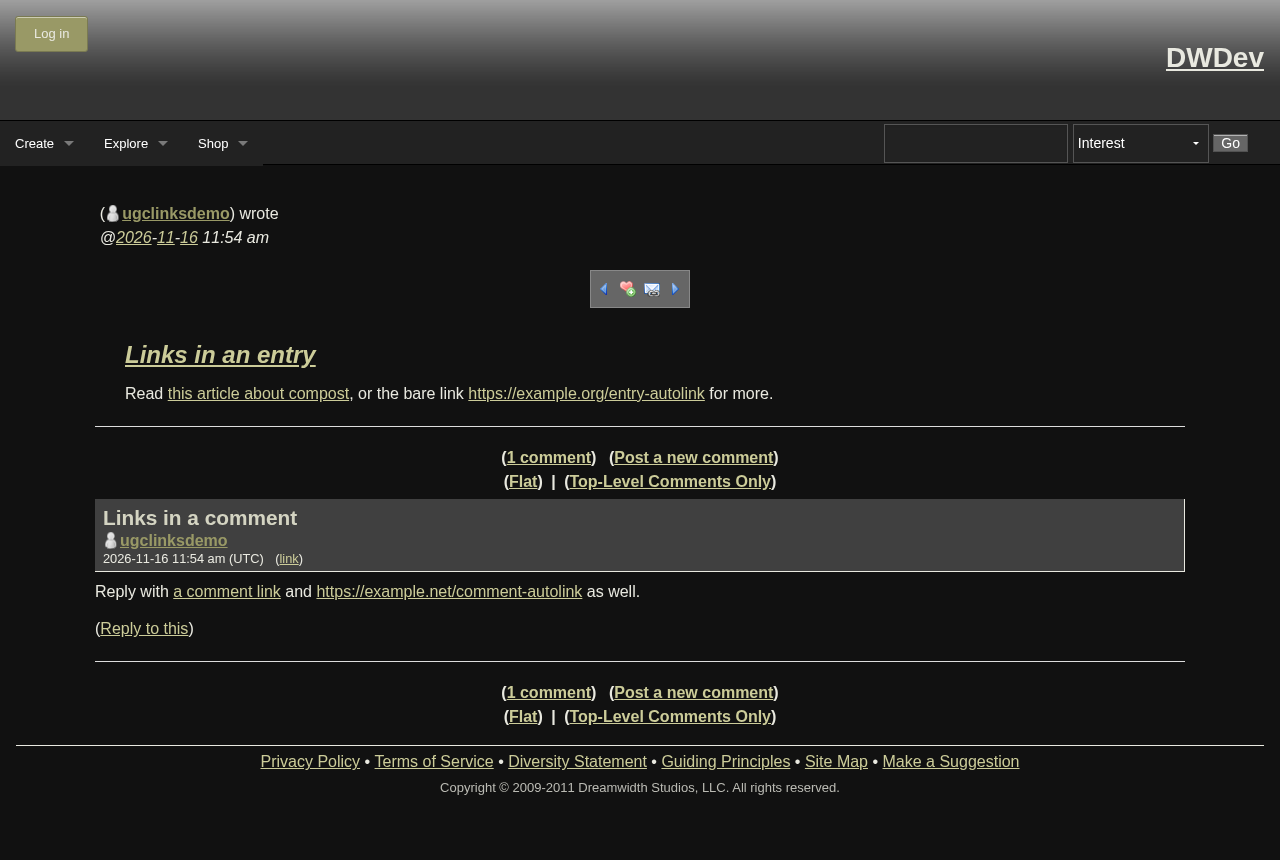 Log in
DWDev
Create Explore Shop Interest Go
(ugclinksdemo) wrote
@2026-11-16 11:54 am
Links in an entry
Read this article about compost, or the bare link https://example.org/entry-autolink for more.
(1 comment) (Post a new comment)
(Flat) | (Top-Level Comments Only)
Links in a comment
ugclinksdemo
2026-11-16 11:54 am (UTC) (link)
Reply with a comment link and https://example.net/comment-autolink as well.
(Reply to this)
(1 comment) (Post a new comment)
(Flat) | (Top-Level Comments Only)
Privacy Policy • Terms of Service • Diversity Statement • Guiding Principles • Site Map • Make a Suggestion
Copyright © 2009-2011 Dreamwidth Studios, LLC. All rights reserved.